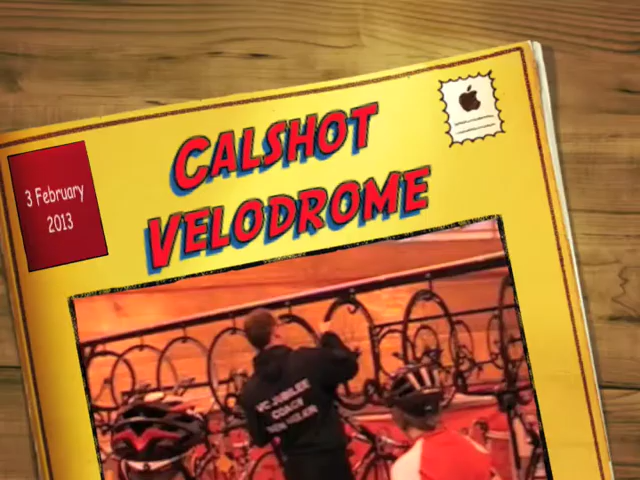 3 February
2013
CALSHOT
VELODROME
VC JUBILEE
COACH